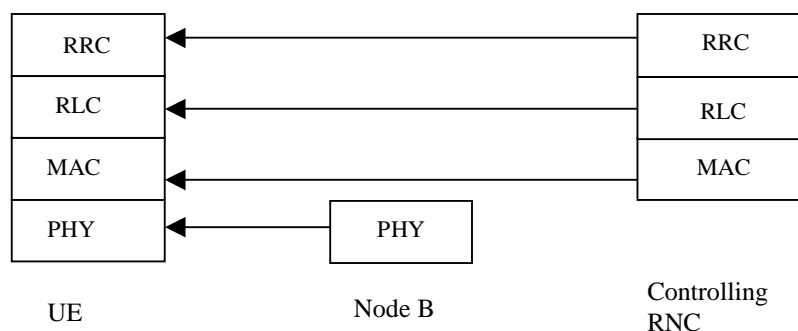 RRC
RRC
RLC
RLC
MAC
MAC
PHY
PHY
UE
Node B
Controlling
RNC